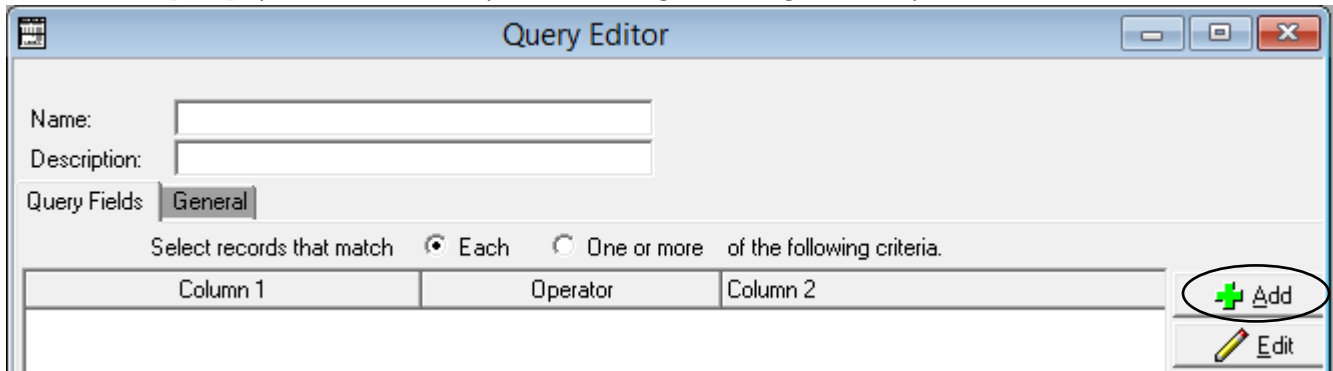 Query Editor
Name:
Description:
Query Fields General
Select records that match Each One or more of the following criteria.
Column 1 Operator Column 2
Add
Edit